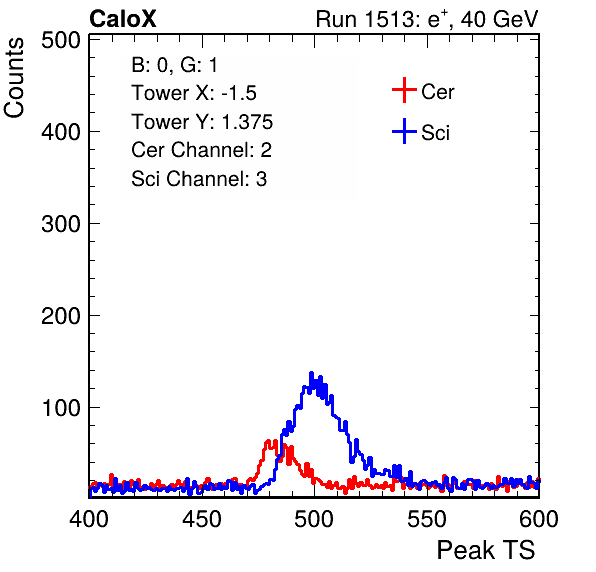 CaloX Run 1513: e⁺, 40 GeV
Counts
500
400
300
200
100
B: 0, G: 1
Tower X: -1.5
Tower Y: 1.375
Cer Channel: 2
Sci Channel: 3
Cer
Sci
400 450 500 550 600
Peak TS